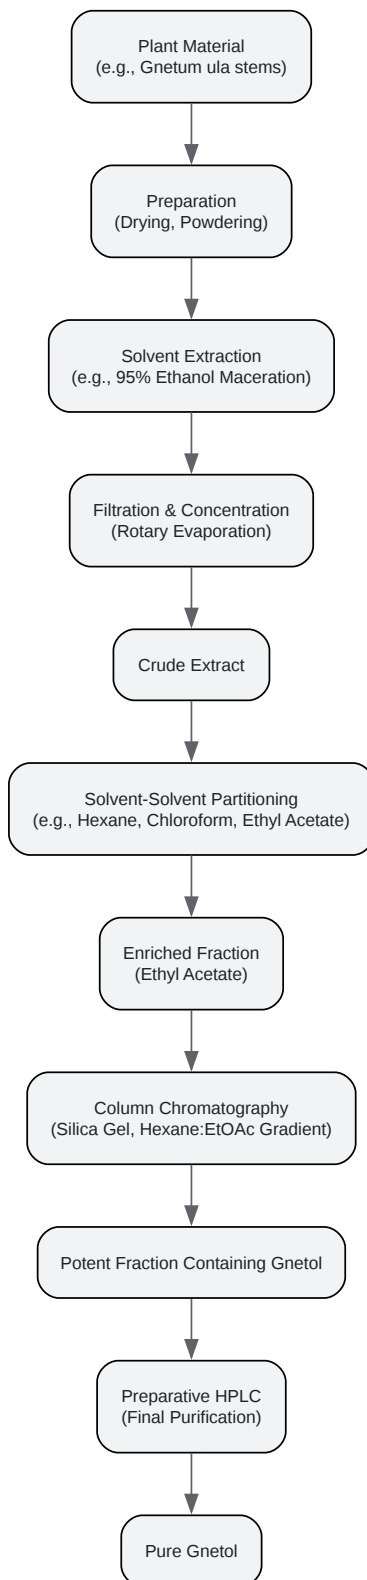 Plant Material
(e.g., Gnetum ula stems)
Preparation
(Drying, Powdering)
Solvent Extraction
(e.g., 95% Ethanol Maceration)
Filtration & Concentration
(Rotary Evaporation)
Crude Extract
Solvent-Solvent Partitioning
(e.g., Hexane, Chloroform, Ethyl Acetate)
Enriched Fraction
(Ethyl Acetate)
Column Chromatography
(Silica Gel, Hexane:EtOAc Gradient)
Potent Fraction Containing Gnetol
Preparative HPLC
(Final Purification)
Pure Gnetol